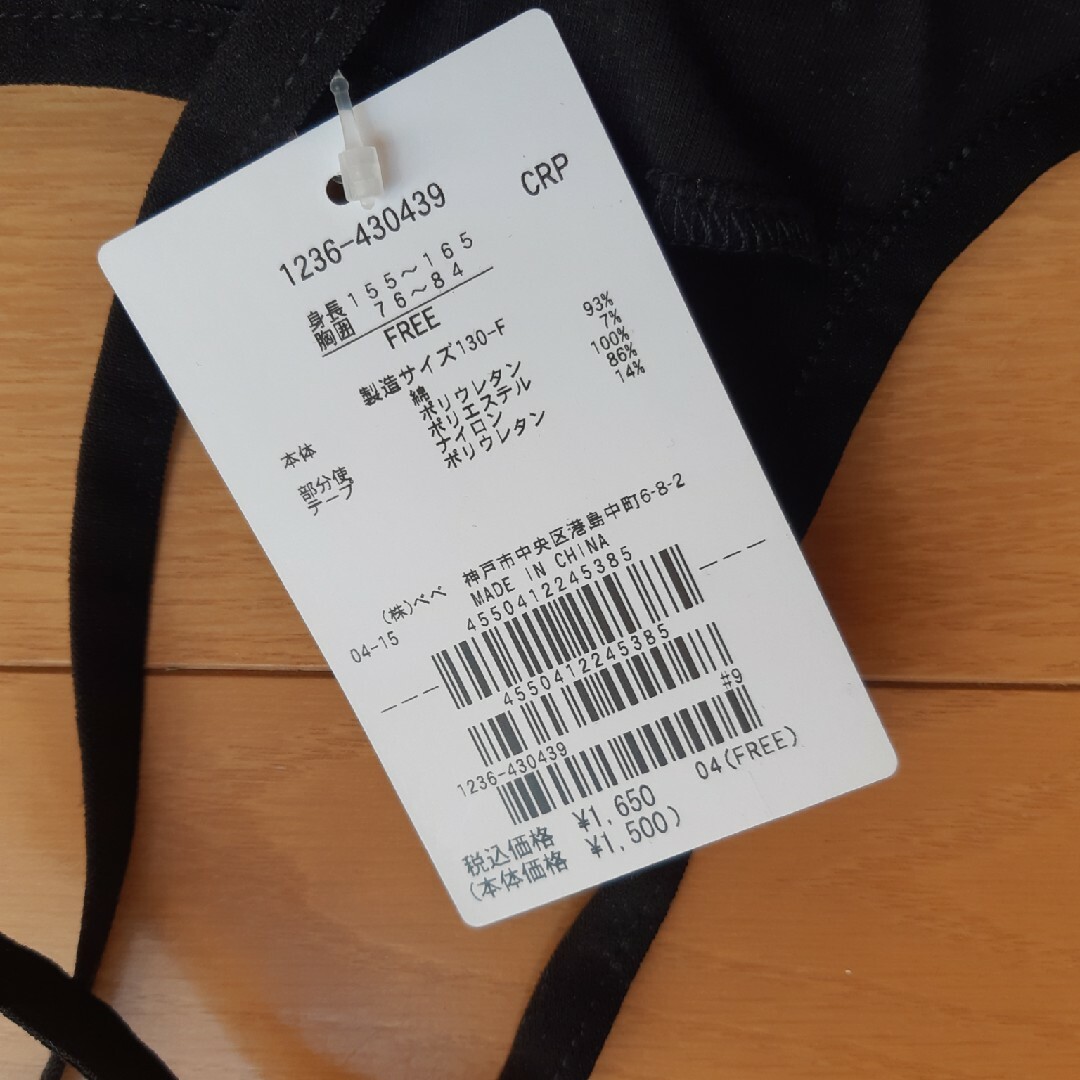 1236-430439 CRP
身長155～165
胸囲 76～84
FREE
製造サイズ130-F
本体 綿 93%
ポリウレタン 7%
部分使 ポリエステル 100%
テープ ナイロン 86%
ポリウレタン 14%
(株)べべ 神戸市中央区港島中町6-8-2
04-15 MADE IN CHINA
4550412245385
4550412245385
#9
1236-430439
04(FREE)
税込価格 ¥1,650
(本体価格 ¥1,500)